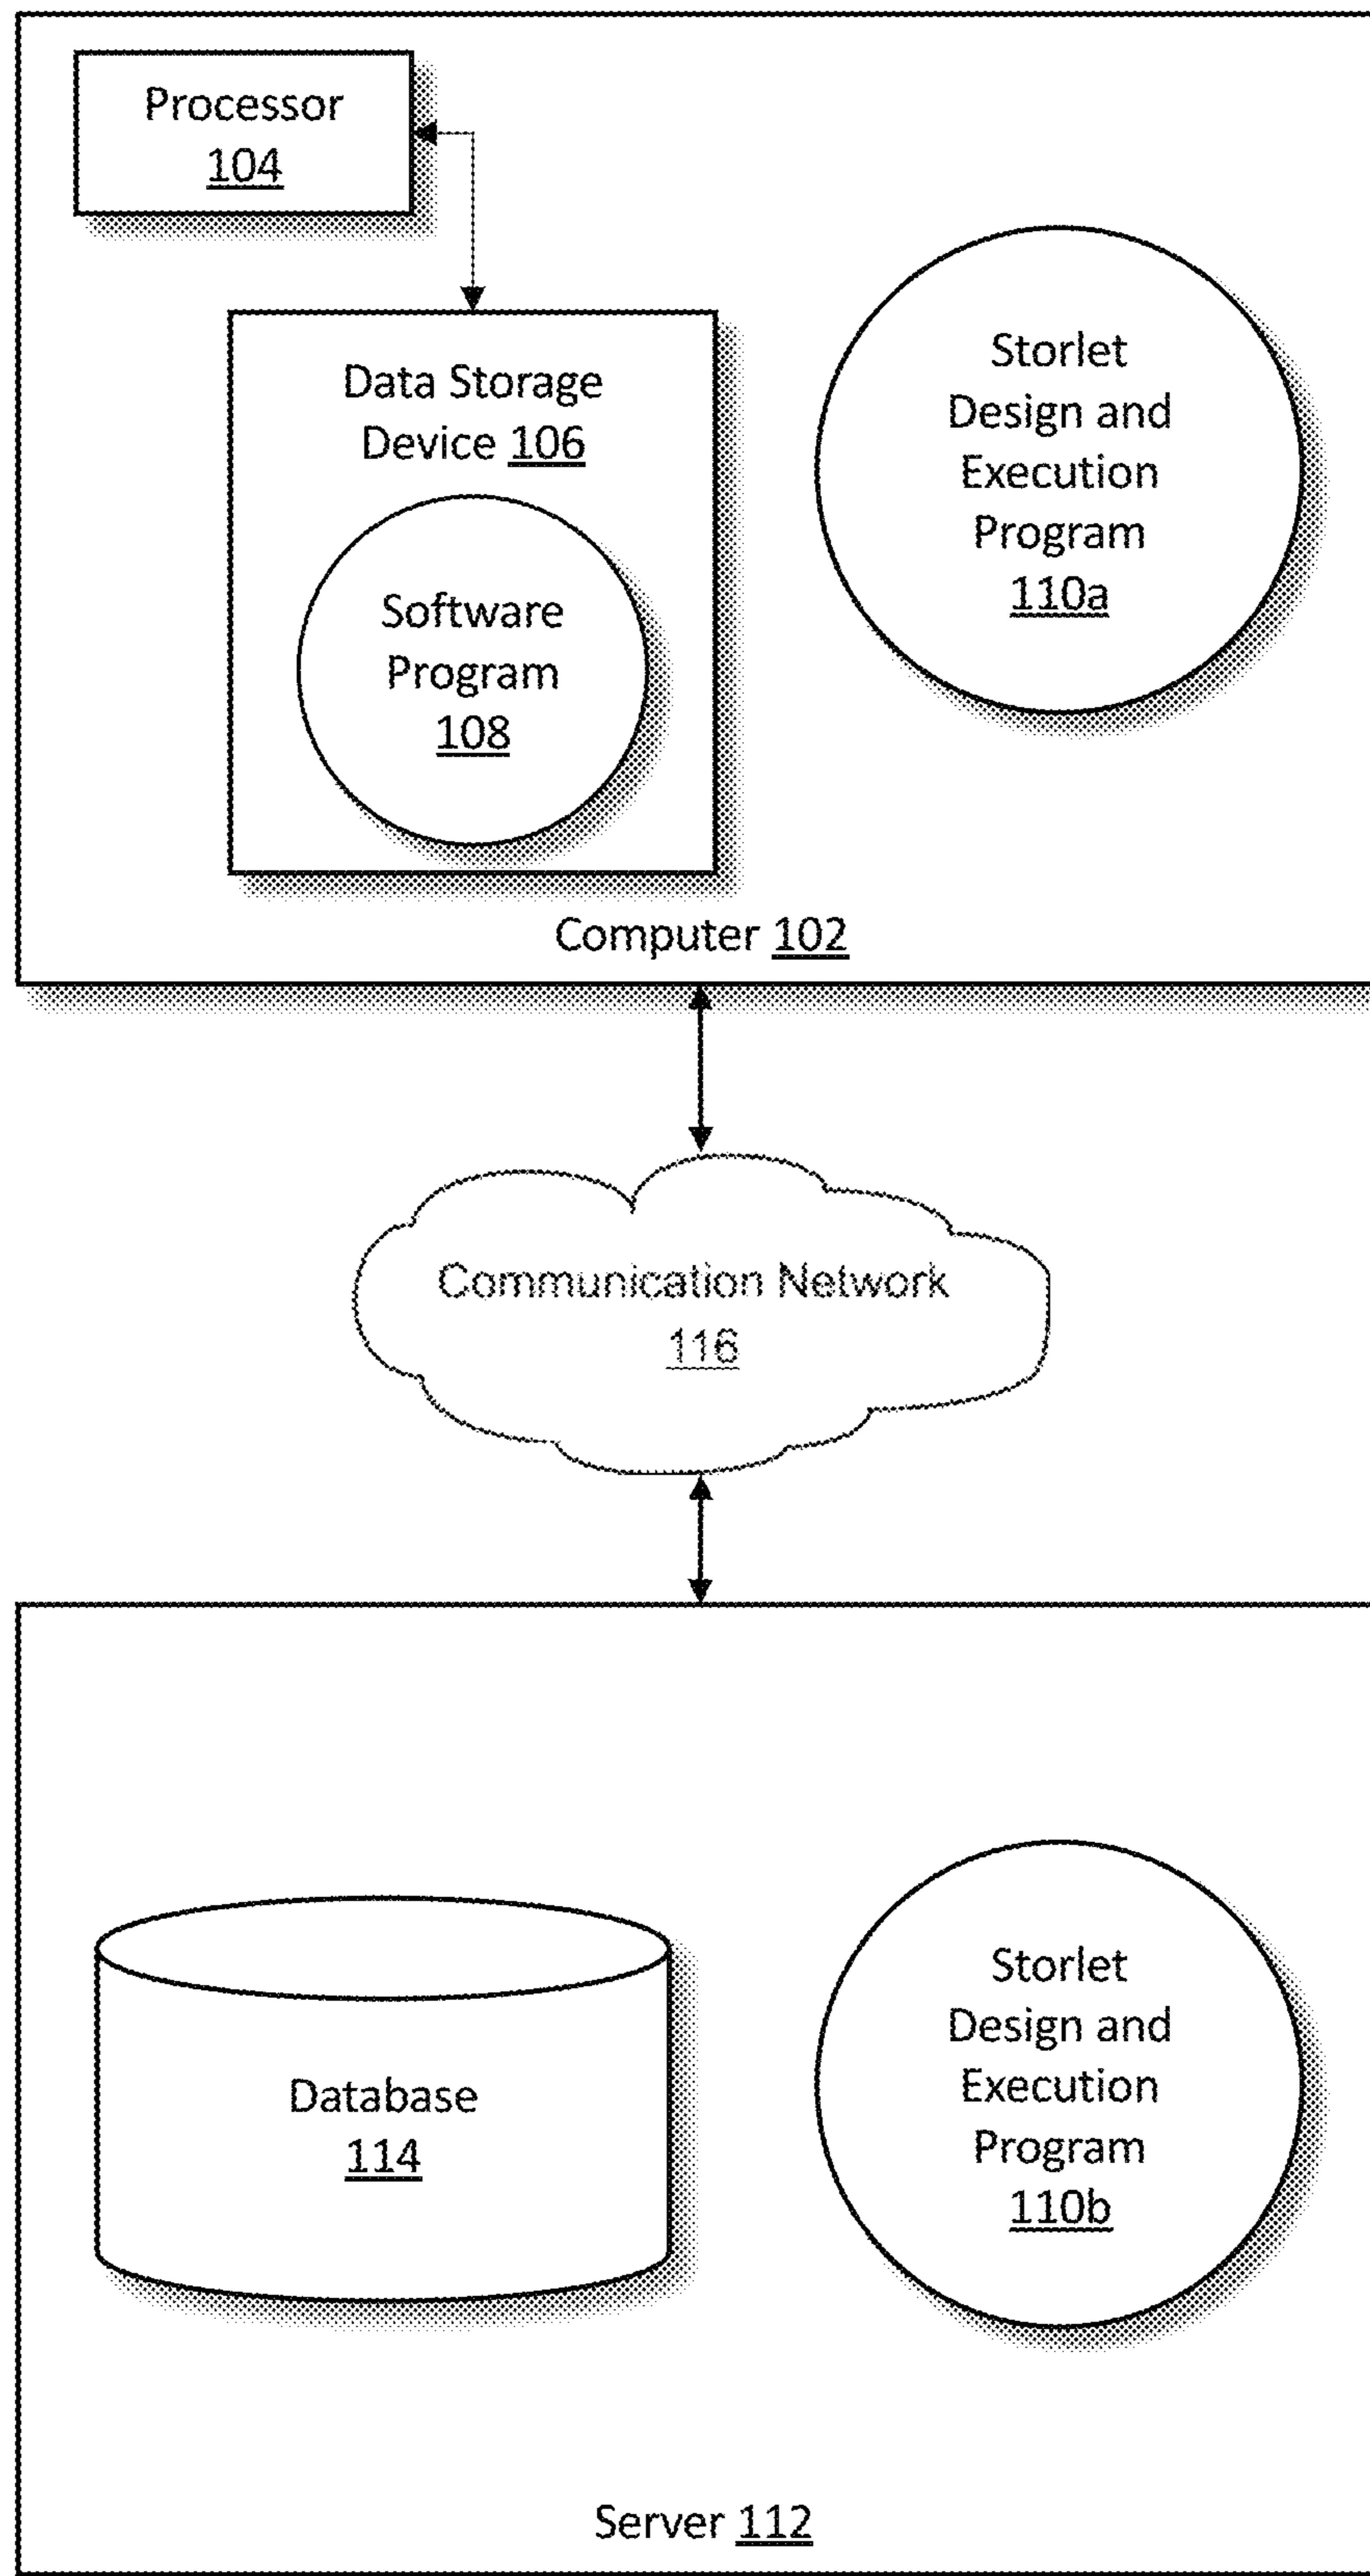 Processor
104
Data Storage
Device 106
Software
Program
108
Storlet
Design and
Execution
Program
110a
Computer 102
Communication Network
116
Database
114
Storlet
Design and
Execution
Program
110b
Server 112